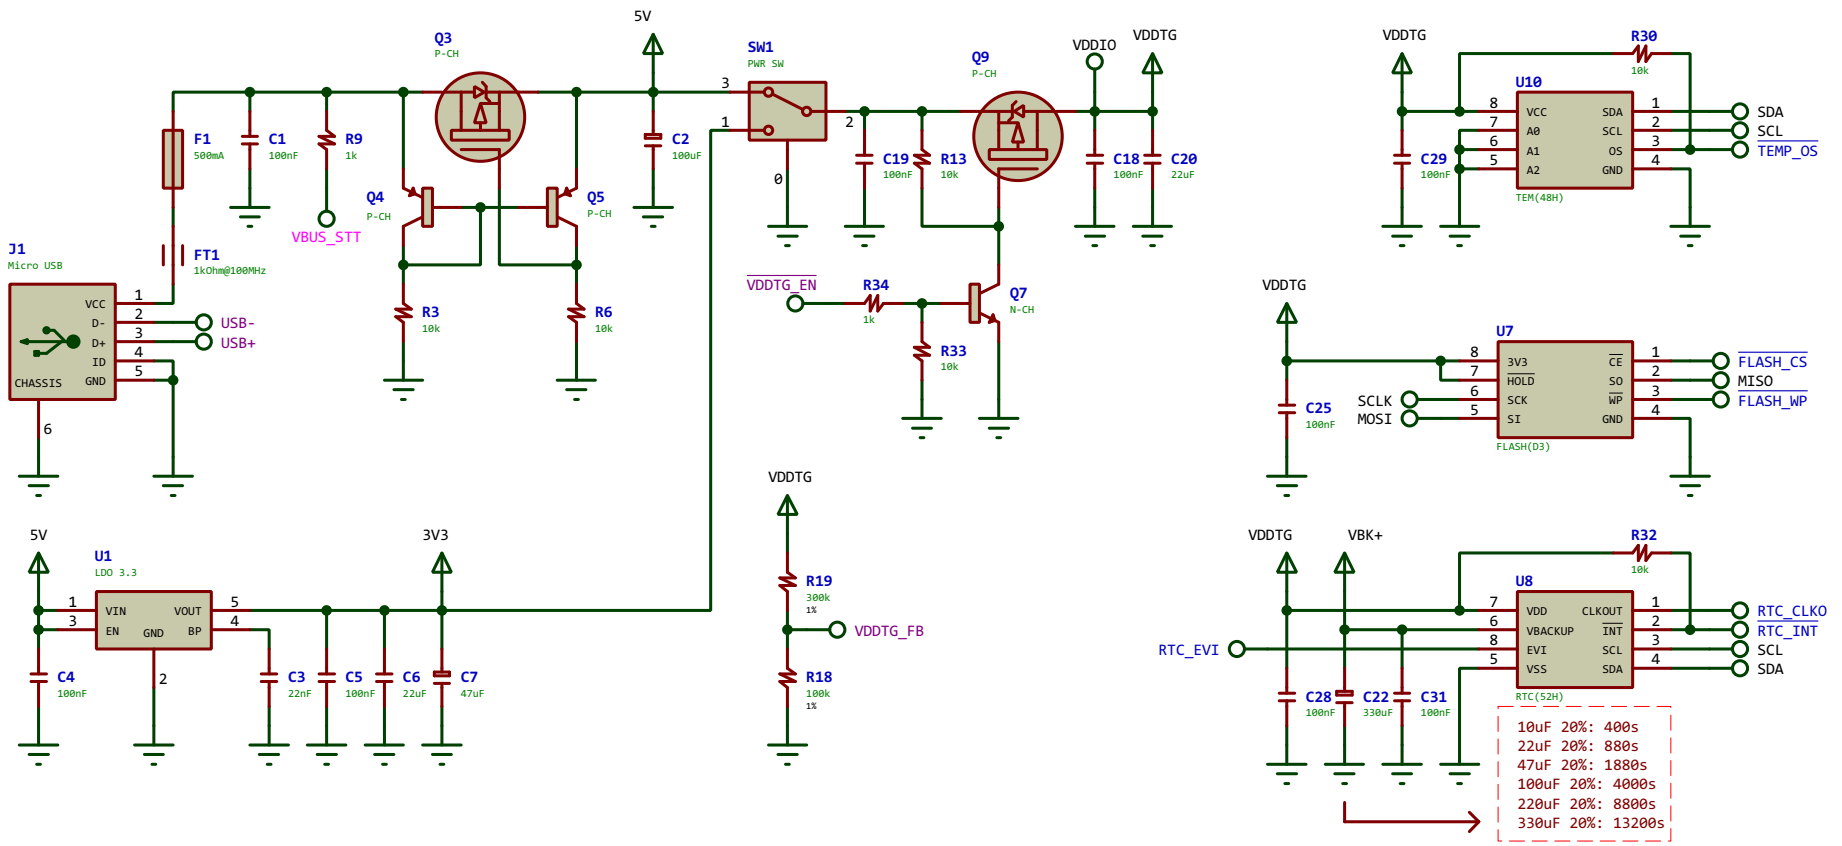 J1
Micro USB
VCC 1
D- 2
D+ 3
ID 4
GND 5
CHASSIS
6
USB-
USB+
FT1
1kOhm@100MHz
F1
500mA
C1
100nF
R9
1k
VBUS_STT
Q3
P-CH
Q4
P-CH
Q5
P-CH
R3
10k
R6
10k
5V
C2
100uF
SW1
PWR SW
3
1
2
0
C19
100nF
R13
10k
Q9
P-CH
VDDIO
VDDTG
C18
100nF
C20
22uF
VDDTG_EN
R34
1k
R33
10k
Q7
N-CH
VDDTG
R30
10k
U10
8 VCC SDA 1 SDA
7 A0 SCL 2 SCL
6 A1 OS 3 TEMP_OS
5 A2 GND 4
TEM(48H)
C29
100nF
VDDTG
U7
8 3V3 CE 1 FLASH_CS
7 HOLD SO 2 MISO
SCLK 6 SCK WP 3 FLASH_WP
MOSI 5 SI GND 4
FLASH(D3)
C25
100nF
5V
U1
LDO 3.3
1 VIN VOUT 5
3 EN GND BP 4
2
3V3
C4
100nF
C3
22nF
C5
100nF
C6
22uF
C7
47uF
VDDTG
R19
300k
1%
VDDTG_FB
R18
100k
1%
VDDTG
VBK+
R32
10k
U8
7 VDD CLKOUT 1 RTC_CLKO
6 VBACKUP INT 2 RTC_INT
RTC_EVI 8 EVI SCL 3 SCL
5 VSS SDA 4 SDA
RTC(52H)
C28
100nF
C22
330uF
C31
100nF
10uF 20%: 400s
22uF 20%: 880s
47uF 20%: 1880s
100uF 20%: 4000s
220uF 20%: 8800s
330uF 20%: 13200s